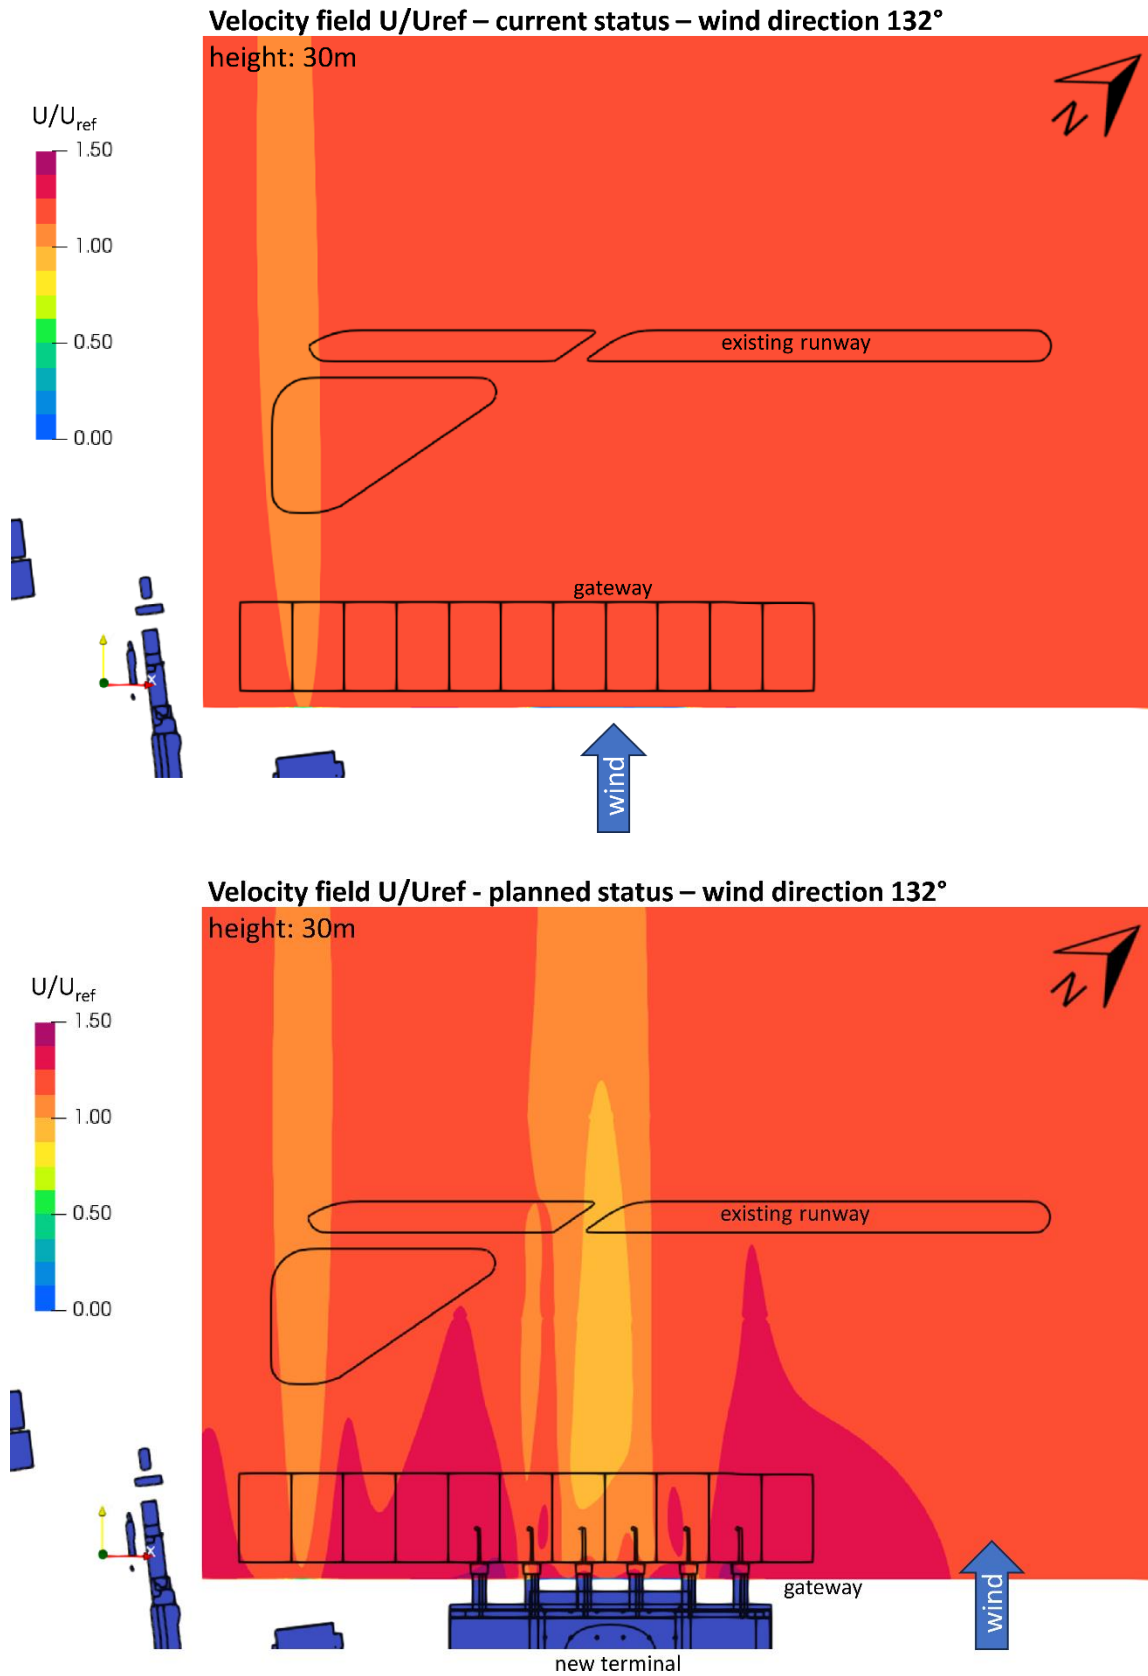 Velocity field U/Uref – current status – wind direction 132°
height: 30m
N
U/Uref
1.50
1.00
0.50
0.00
existing runway
gateway
X
wind
Velocity field U/Uref - planned status – wind direction 132°
height: 30m
N
U/Uref
1.50
1.00
0.50
0.00
existing runway
X
gateway
wind
new terminal